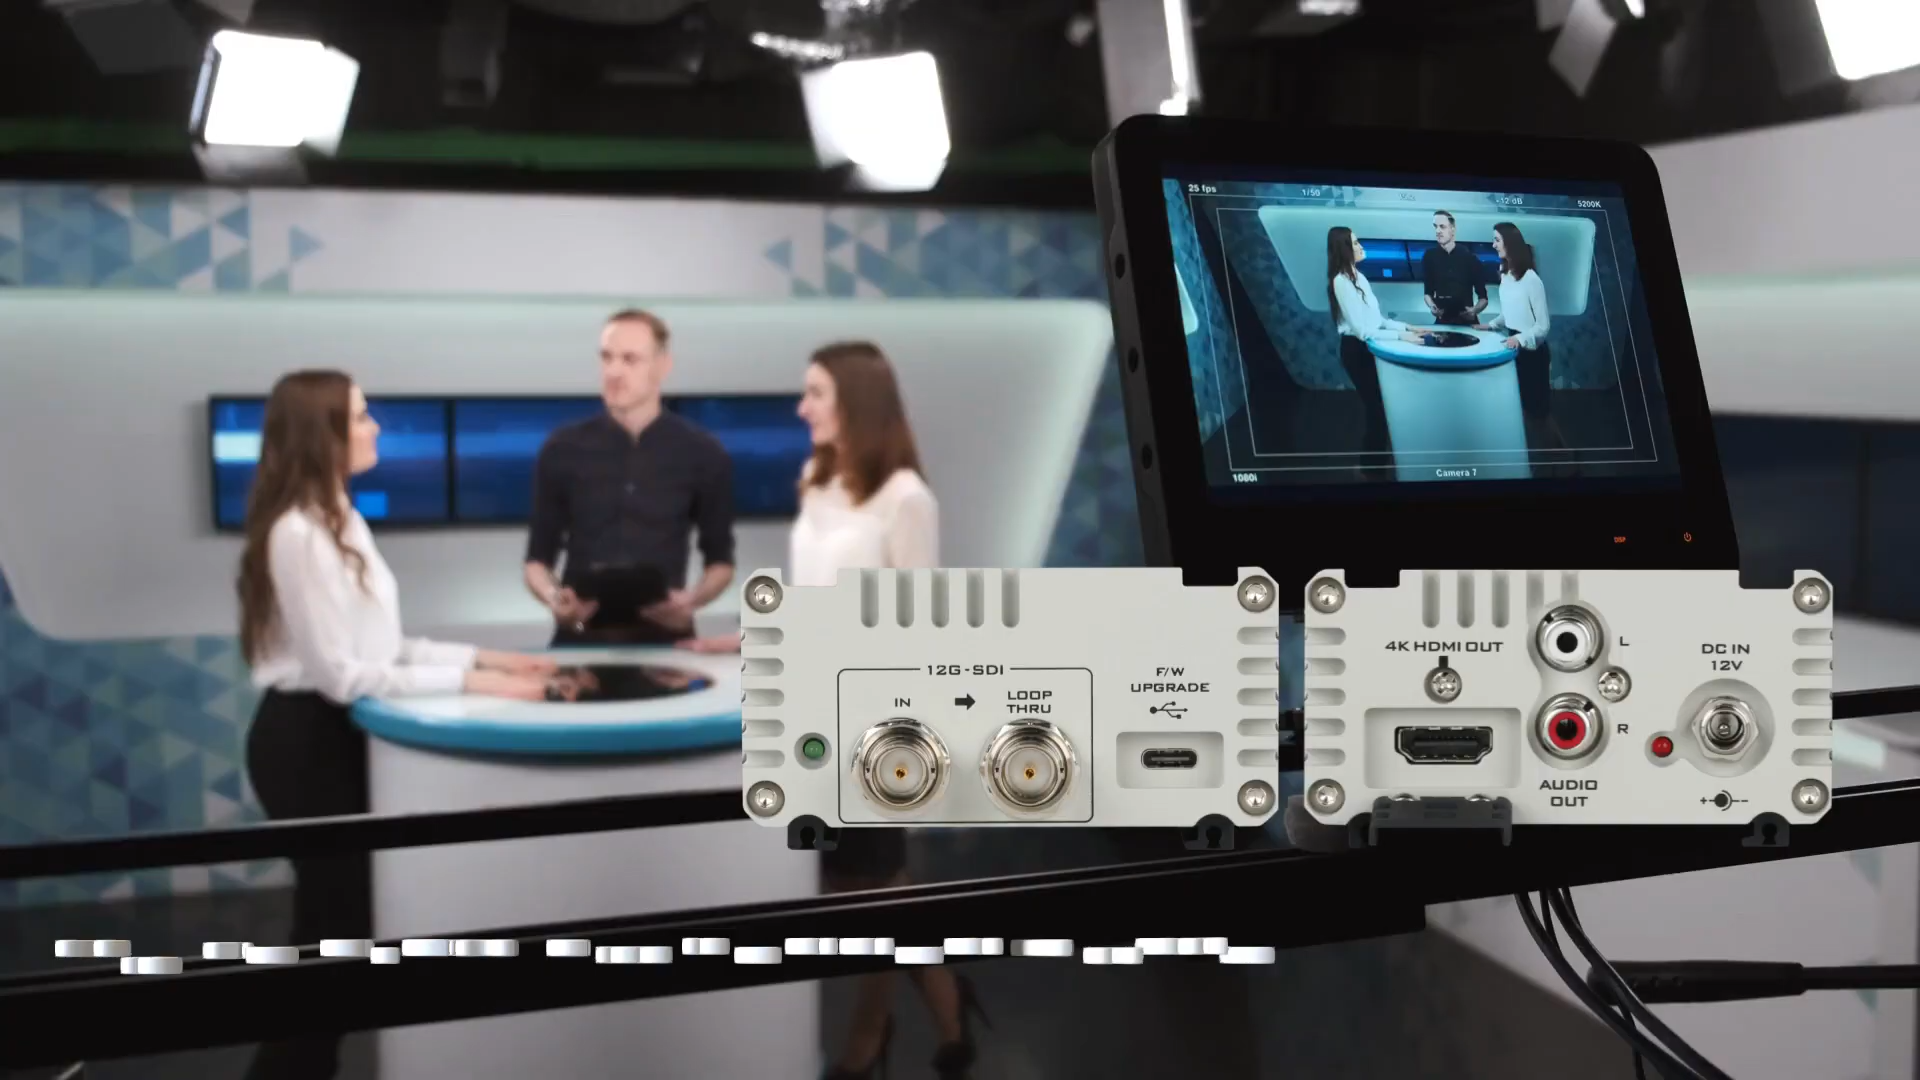 25 fps
1/50
-12 dB
5200K
1080i
Camera 7
DSP
12G-SDI
IN
LOOP
THRU
F/W
UPGRADE
4K HDMI OUT
L
R
AUDIO
OUT
DC IN
12V